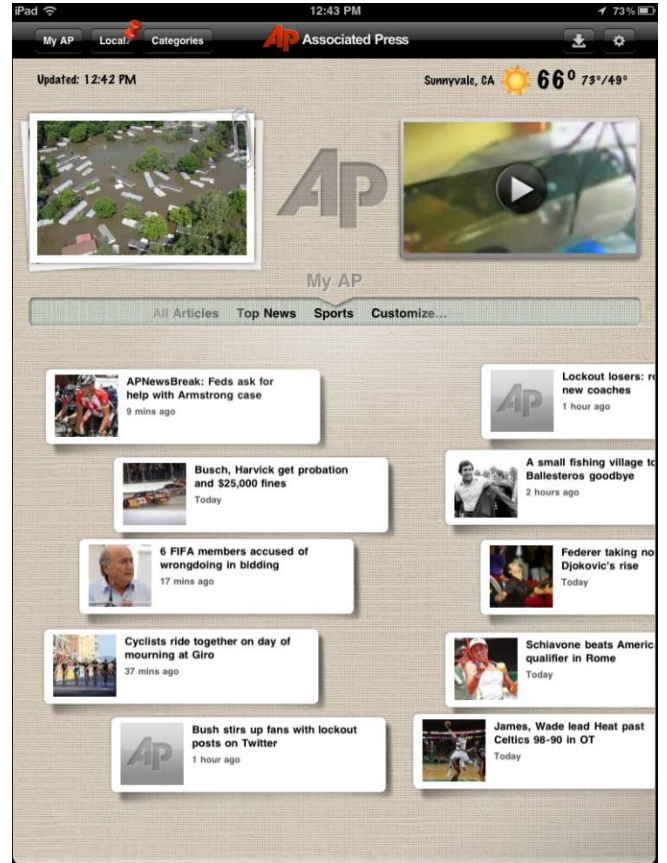 iPad 12:43 PM 73%
My AP Local Categories AP Associated Press
Updated: 12:42 PM Sunnyvale, CA 66° 73°/49°
AP
My AP
All Articles Top News Sports Customize...
APNewsBreak: Feds ask for
help with Armstrong case
9 mins ago
Busch, Harvick get probation
and $25,000 fines
Today
6 FIFA members accused of
wrongdoing in bidding
17 mins ago
Cyclists ride together on day of
mourning at Giro
37 mins ago
AP
Bush stirs up fans with lockout
posts on Twitter
1 hour ago
AP
Lockout losers: re
new coaches
1 hour ago
A small fishing village to
Ballesteros goodbye
2 hours ago
Federer taking no
Djokovic's rise
Today
Schiavone beats Americ
qualifier in Rome
Today
James, Wade lead Heat past
Celtics 98-90 in OT
Today